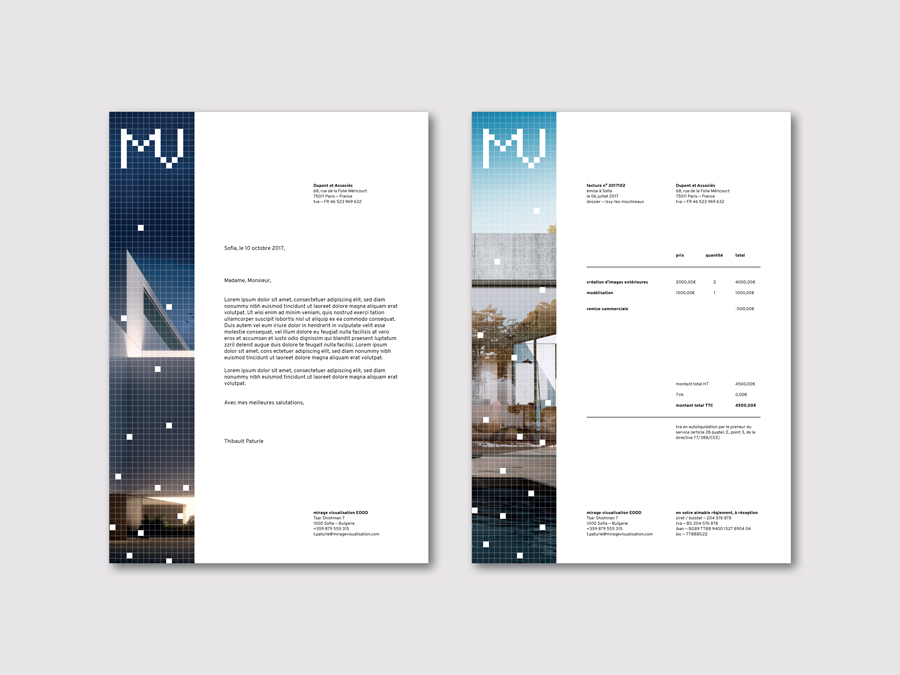 MV
Dupont et Associés
68, rue de la Folie Méricourt
75011 Paris – France
tva – FR 46 523 969 632
Sofia, le 10 octobre 2017,
Madame, Monsieur,
Lorem ipsum dolor sit amet, consectetuer adipiscing elit, sed diam
nonummy nibh euismod tincidunt ut laoreet dolore magna aliquam erat
volutpat. Ut wisi enim ad minim veniam, quis nostrud exerci tation
ullamcorper suscipit lobortis nisl ut aliquip ex ea commodo consequat.
Duis autem vel eum iriure dolor in hendrerit in vulputate velit esse
molestie consequat, vel illum dolore eu feugiat nulla facilisis at vero
eros et accumsan et iusto odio dignissim qui blandit praesent luptatum
zzril delenit augue duis dolore te feugait nulla facilisi. Lorem ipsum
dolor sit amet, cons ectetuer adipiscing elit, sed diam nonummy nibh
euismod tincidunt ut laoreet dolore magna aliquam erat volutpat.
Lorem ipsum dolor sit amet, consectetuer adipiscing elit, sed diam
nonummy nibh euismod tincidunt ut laoreet dolore magna aliquam erat
volutpat.
Avec mes meilleures salutations,
Thibault Paturle
mirage visualisation EOOD
Tsar Shishman 7
1000 Sofia – Bulgarie
+359 879 555 315
t.paturle@miragevisualisation.com
MV
facture n° 2017102
émise à Sofia
le 06 juillet 2017
dossier – Issy-les-moulineaux
Dupont et Associés
68, rue de la Folie Méricourt
75011 Paris – France
tva – FR 46 523 969 632
prix quantité total
création d'images extérieures 2000,00€ 2 4000,00€
modélisation 1000,00€ 1 1000,00€
remise commerciale -500,00€
montant total HT 4500,00€
TVA 0,00€
montant total TTC 4500,00€
tva en autoliquidation par le preneur du
service (article 28 quater, E, point 3, de la
directive 77/388/CEE)
mirage visualisation EOOD
Tsar Shishman 7
1000 Sofia – Bulgarie
+359 879 555 315
t.paturle@miragevisualisation.com
en votre aimable règlement, à réception
siret / bulstat – 204 576 878
tva – BG 204 576 878
iban – BG89 TTBB 9400 1527 8904 04
bic – TTBBBG22